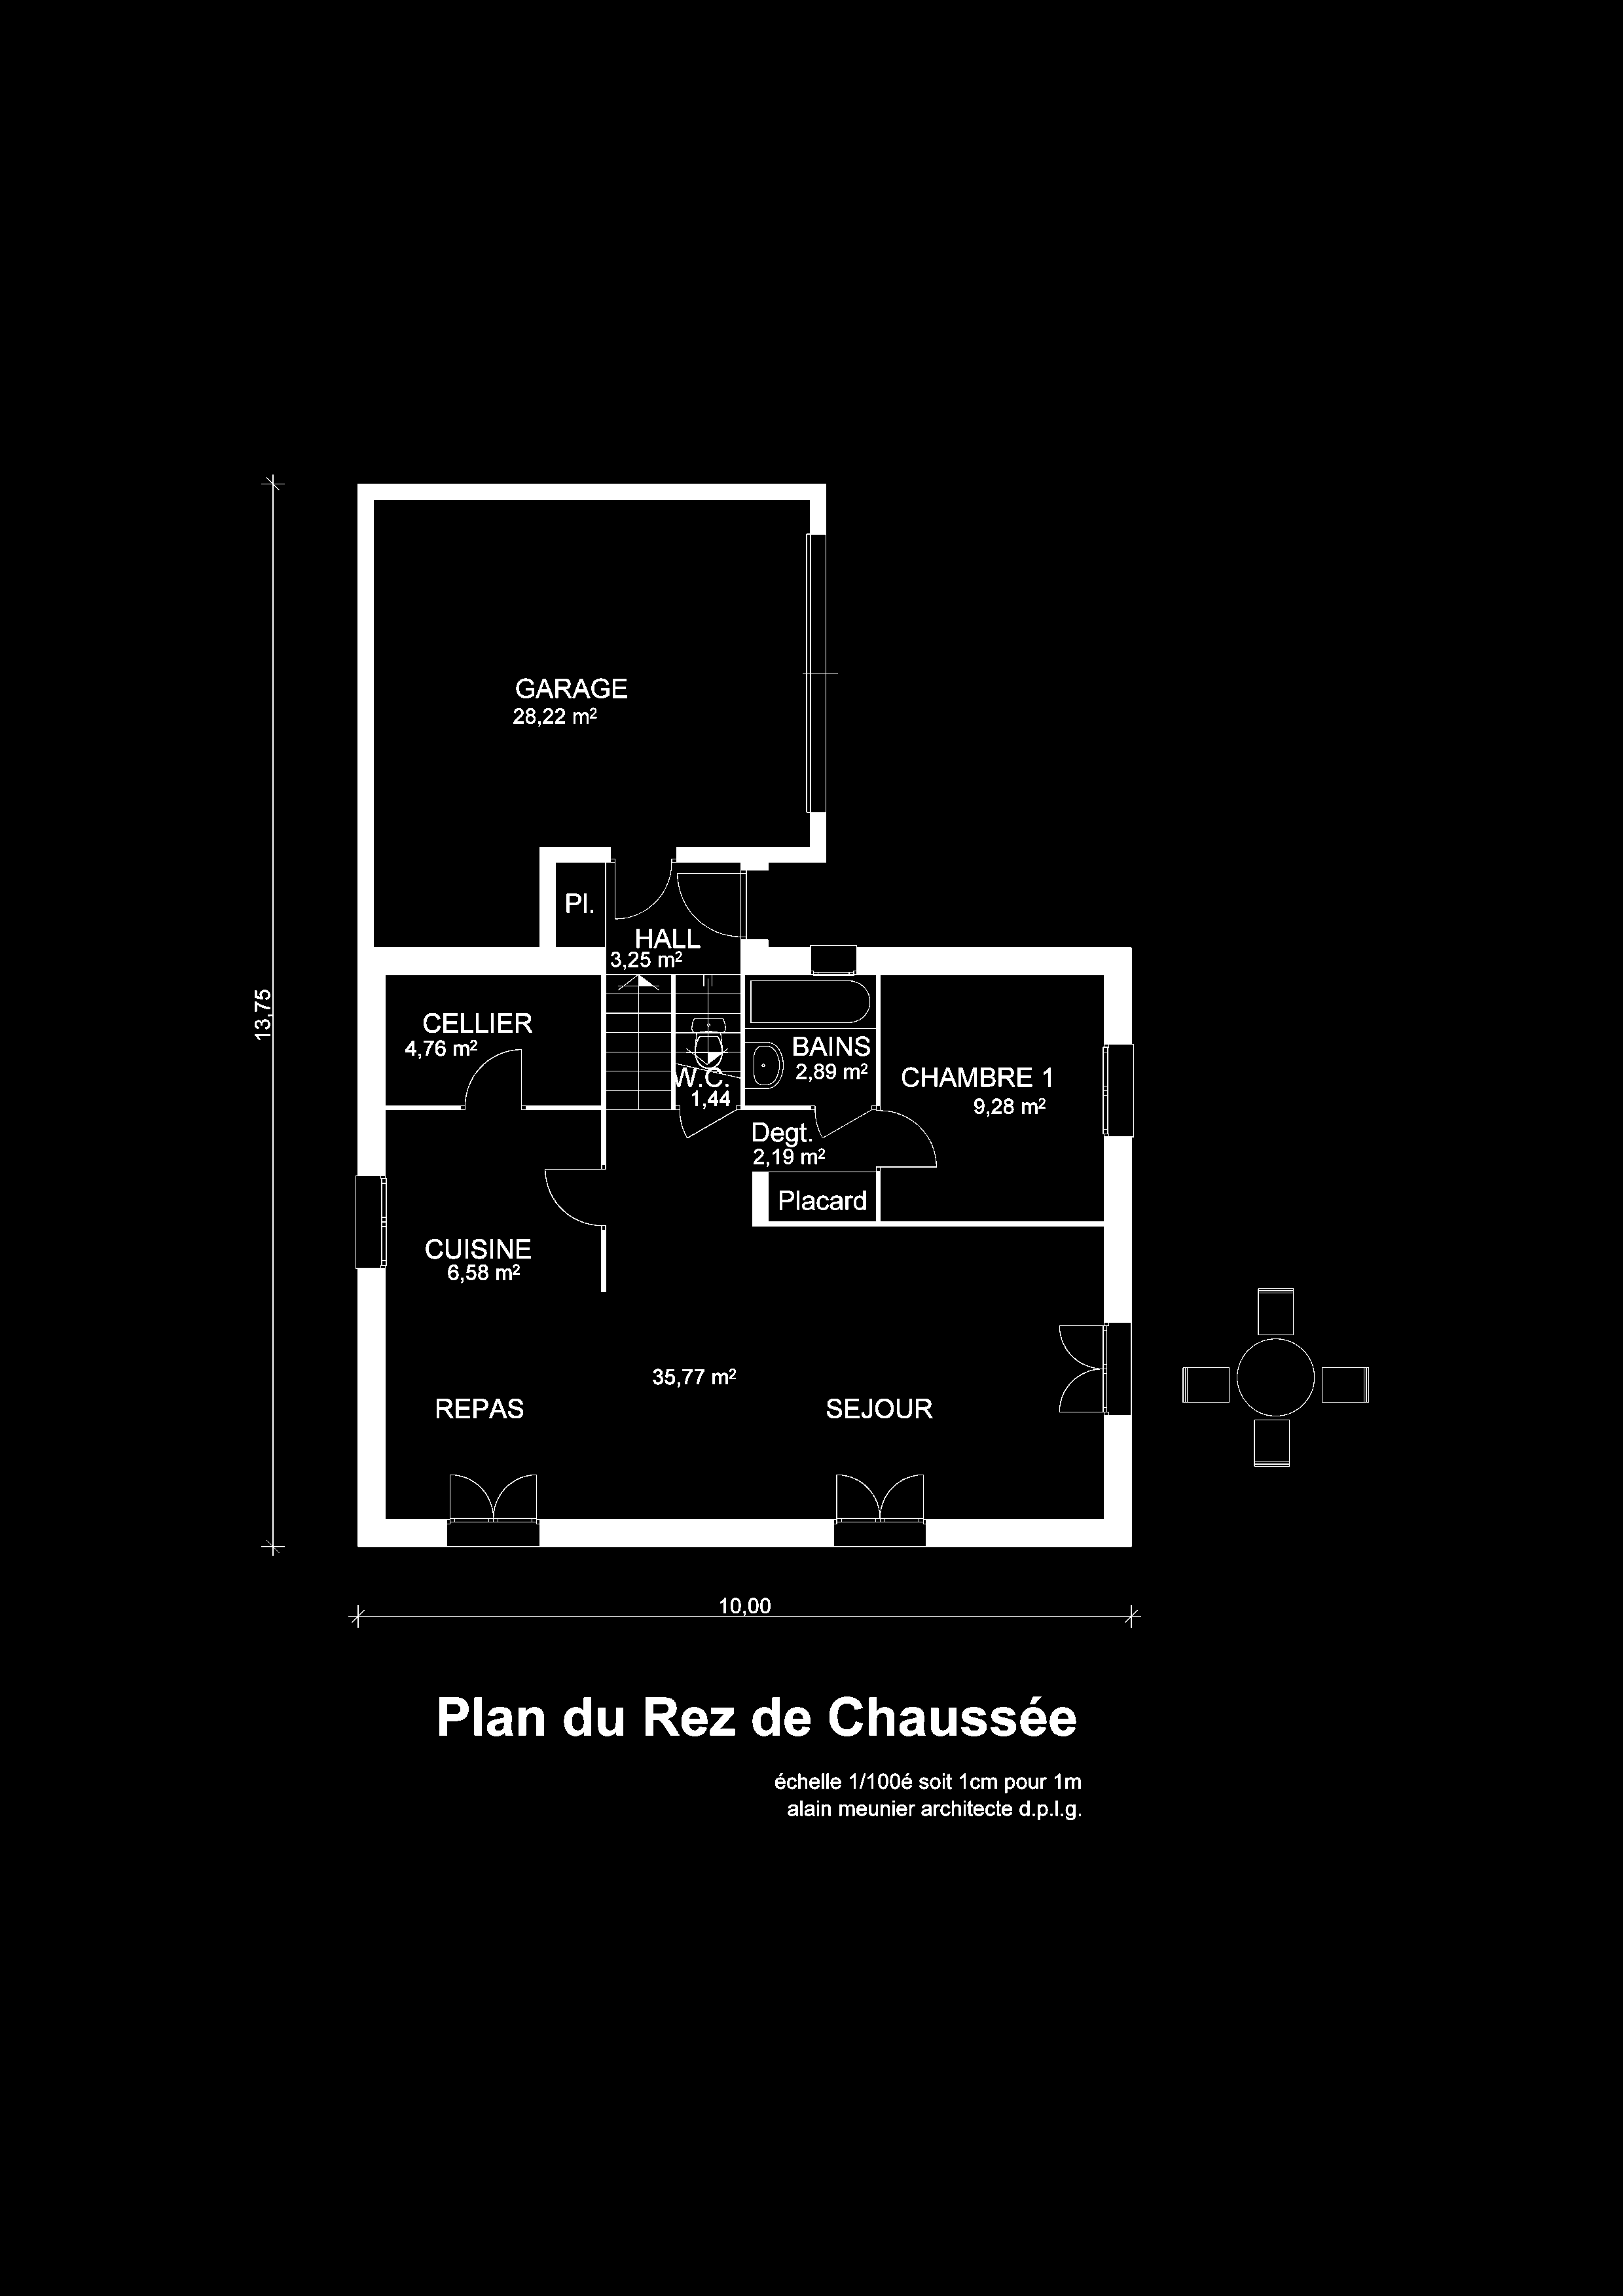 GARAGE
28,22 m²
Pl.
HALL
3,25 m²
13,75
CELLIER
4,76 m²
BAINS
2,89 m²
W.C.
1,44
CHAMBRE 1
9,28 m²
Degt.
2,19 m²
Placard
CUISINE
6,58 m²
35,77 m²
REPAS
SEJOUR
10,00
Plan du Rez de Chaussée
échelle 1/100é soit 1cm pour 1m
alain meunier architecte d.p.l.g.